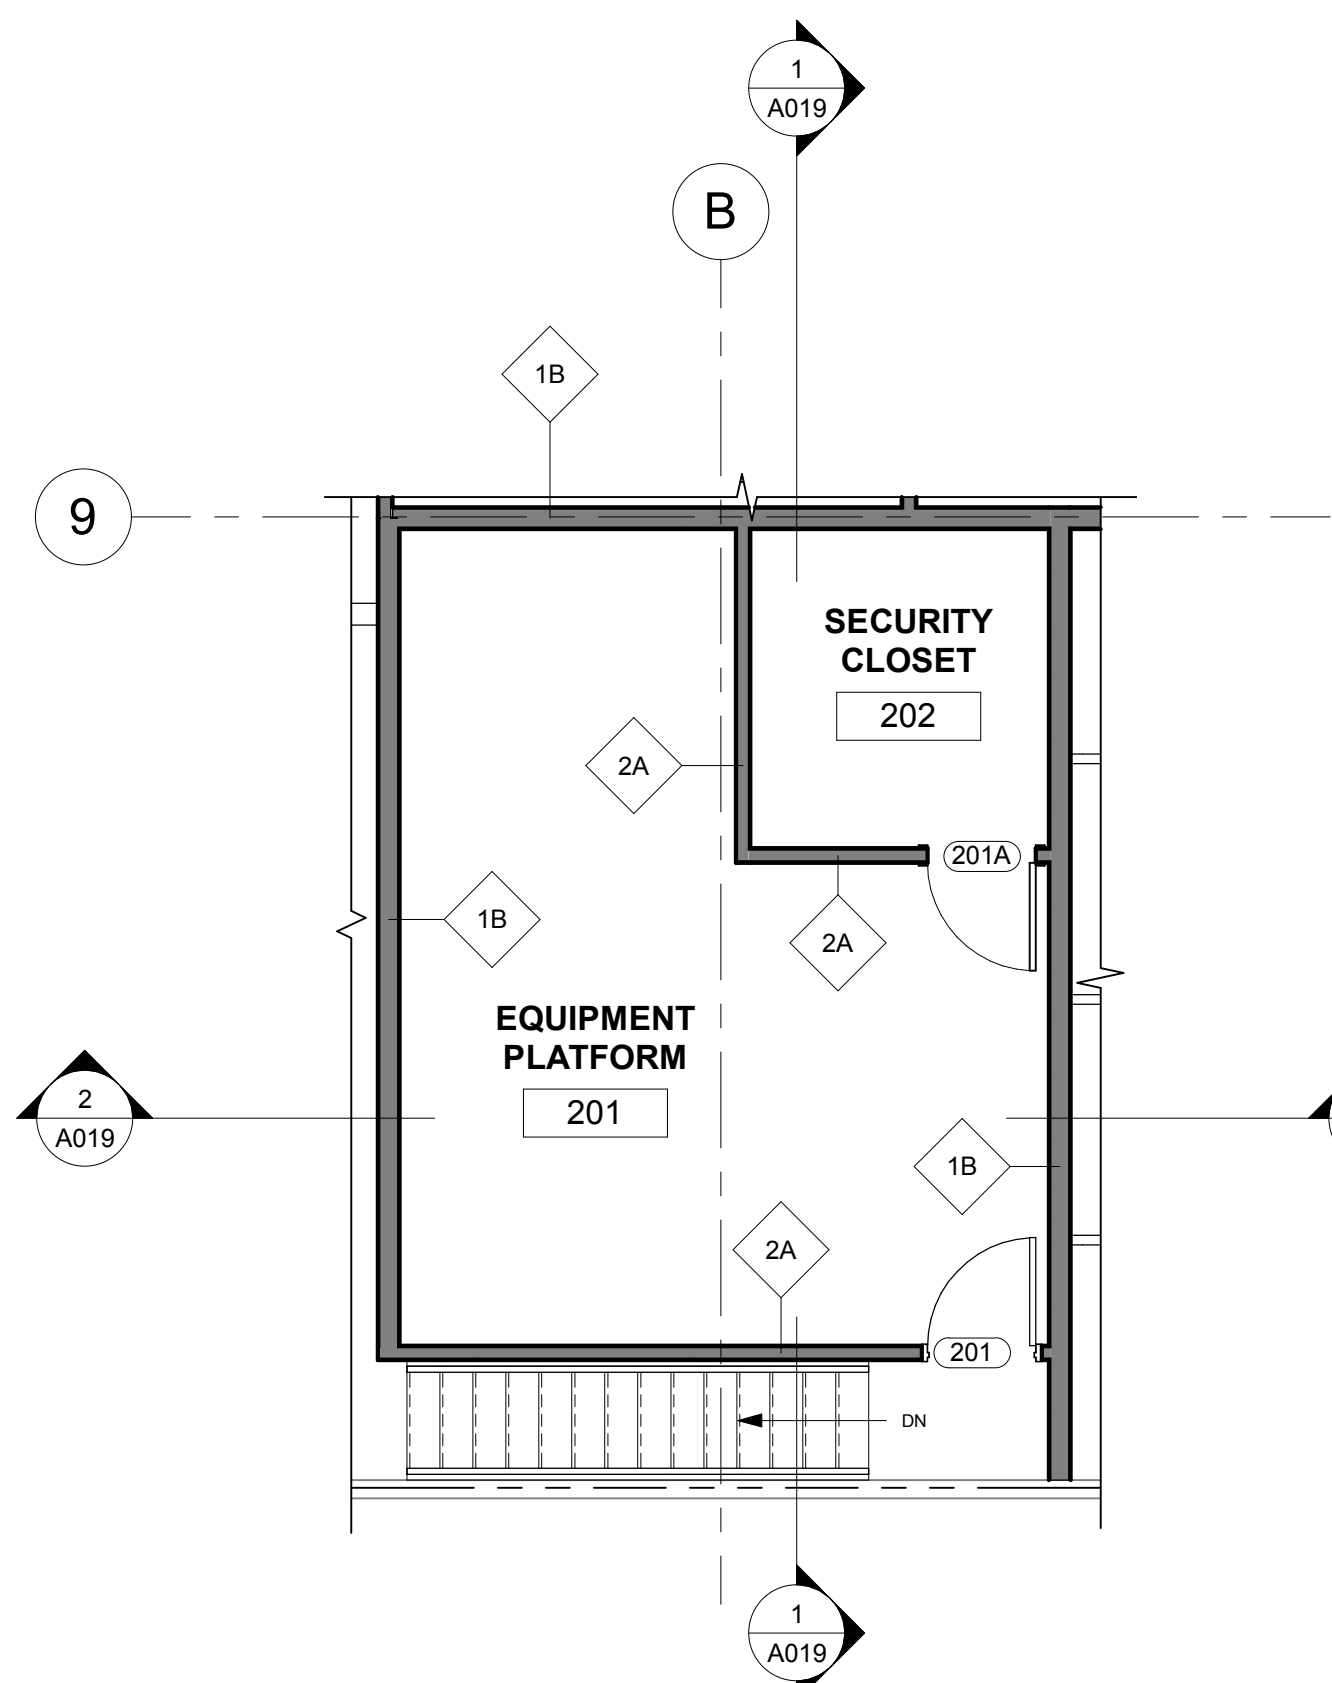 1
A019
B
1B
9
SECURITY
CLOSET
202
2A
201A
1B
2A
EQUIPMENT
PLATFORM
201
2
A019
1B
2A
201
DN
1
A019